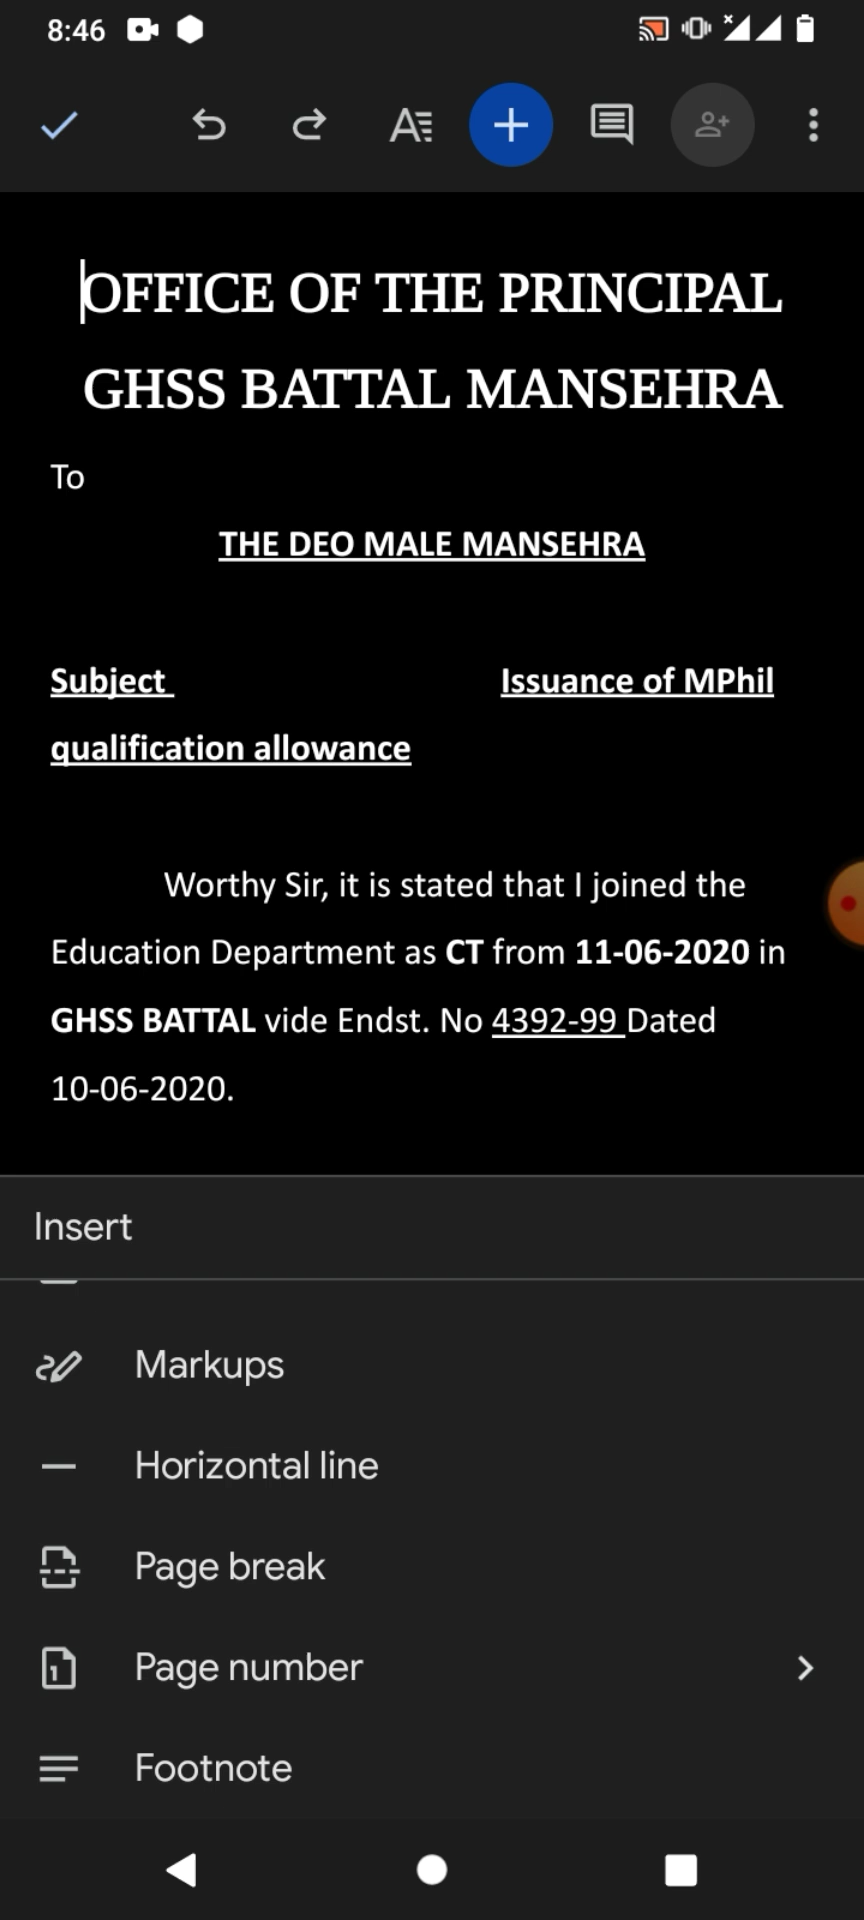 8:46
OFFICE OF THE PRINCIPAL
GHSS BATTAL MANSEHRA
To
THE DEO MALE MANSEHRA
Subject Issuance of MPhil
qualification allowance
Worthy Sir, it is stated that I joined the
Education Department as CT from 11-06-2020 in
GHSS BATTAL vide Endst. No 4392-99 Dated
10-06-2020.
Insert
Markups
Horizontal line
Page break
Page number
Footnote